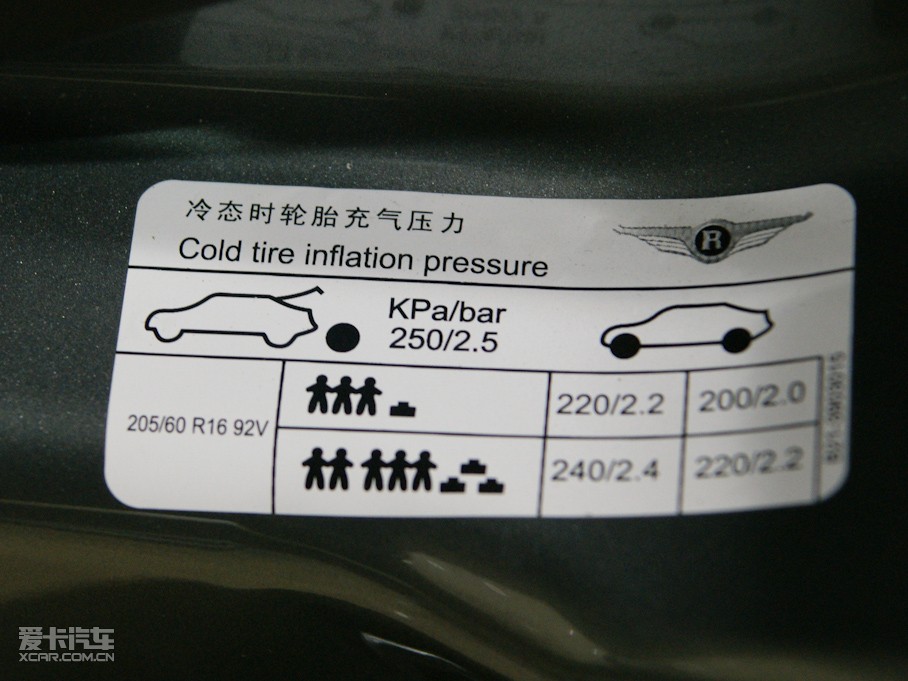 冷态时轮胎充气压力
Cold tire inflation pressure
R
KPa/bar
250/2.5
205/60 R16 92V
220/2.2 200/2.0
240/2.4 220/2.2
爱卡汽车
XCAR.COM.CN